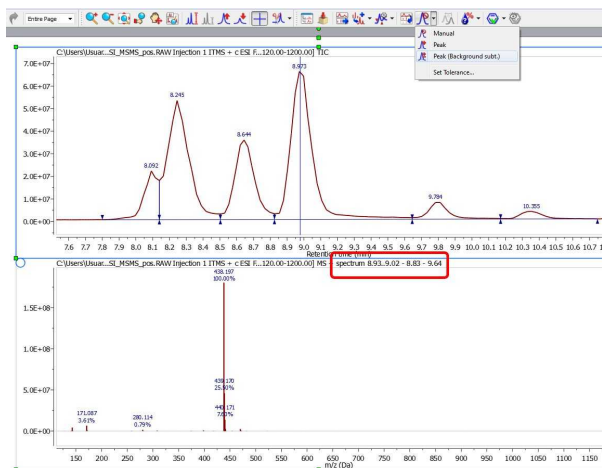 Entire Page
Manual
Peak
Peak (Background subt.)
Set Tolerance...
C:\Users\Usuar...SI_MSMS_pos.RAW Injection 1 ITMS + c ESI F...120.00-1200.00] TIC
7.0E+07
6.0E+07
5.0E+07
4.0E+07
3.0E+07
2.0E+07
1.0E+07
0.0E+00
8.092
8.245
8.644
8.973
9.784
10.355
7.6 7.7 7.9 8.0 8.1 8.2 8.3 8.4 8.5 8.6 8.7 8.8 8.9 9.0 9.1 9.2 9.3 9.4 9.5 9.6 9.8 9.9 10.0 10.1 10.2 10.3 10.4 10.5 10.6 10.7
Retention Time (min)
C:\Users\Usuar...SI_MSMS_pos.RAW Injection 1 ITMS + c ESI F...120.00-1200.00] MS + spectrum 8.93..9.02 - 8.83 - 9.64
1.5E+08
1.0E+08
5.0E+07
0.0E+00
438.197
100.00%
439.170
171.087
3.61%
280.114
0.79%
150 200 250 300 350 400 450 500 550 600 650 700 750 800 850 900 950 1000 1050 1100 1150
m/z (Da)